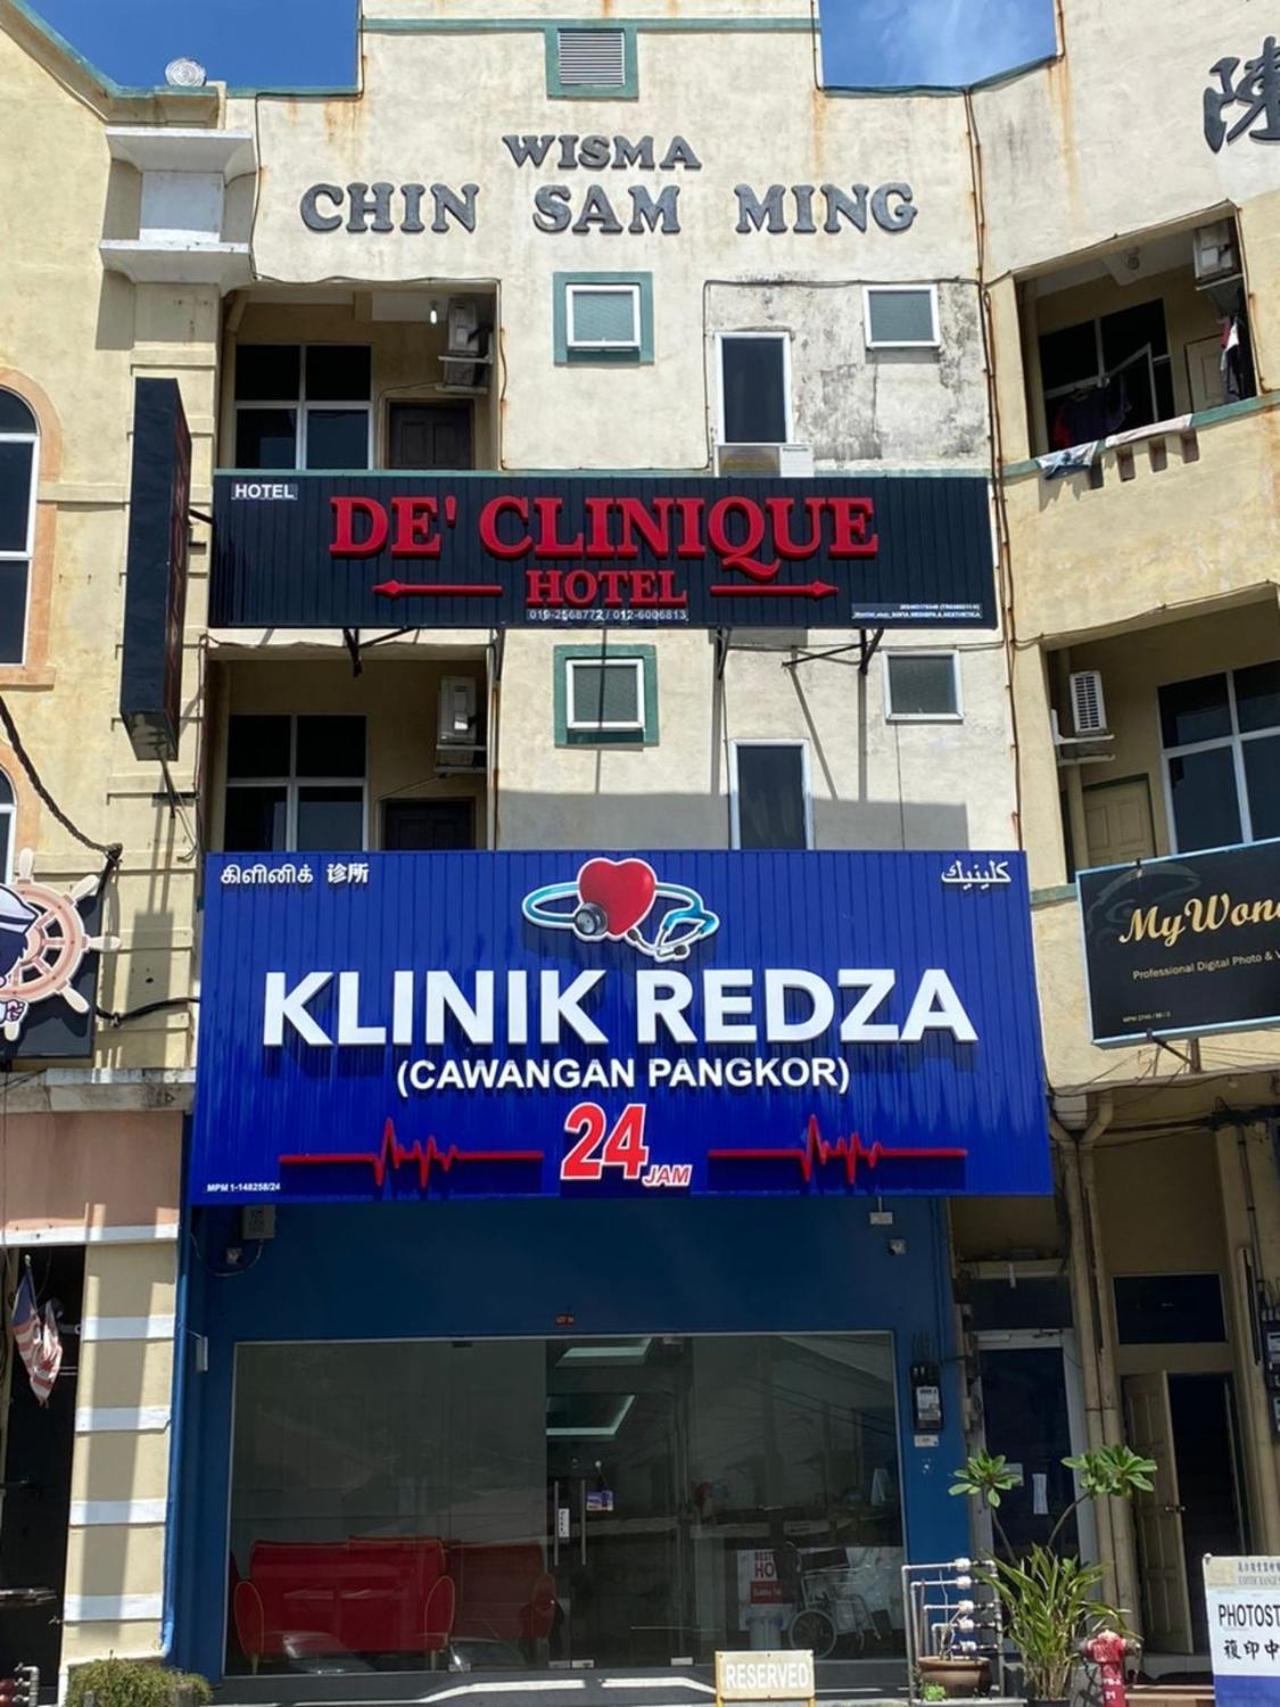 陳
WISMA
CHIN SAM MING
HOTEL
DE' CLINIQUE
HOTEL
019-2568772 / 012-6006813
கிளினிக் 诊所
كلينيك
KLINIK REDZA
(CAWANGAN PANGKOR)
24 JAM
MPM 1-148258/24
MyWon
Professional Digital Photo &
RESERVED
PHOTOST
複印中